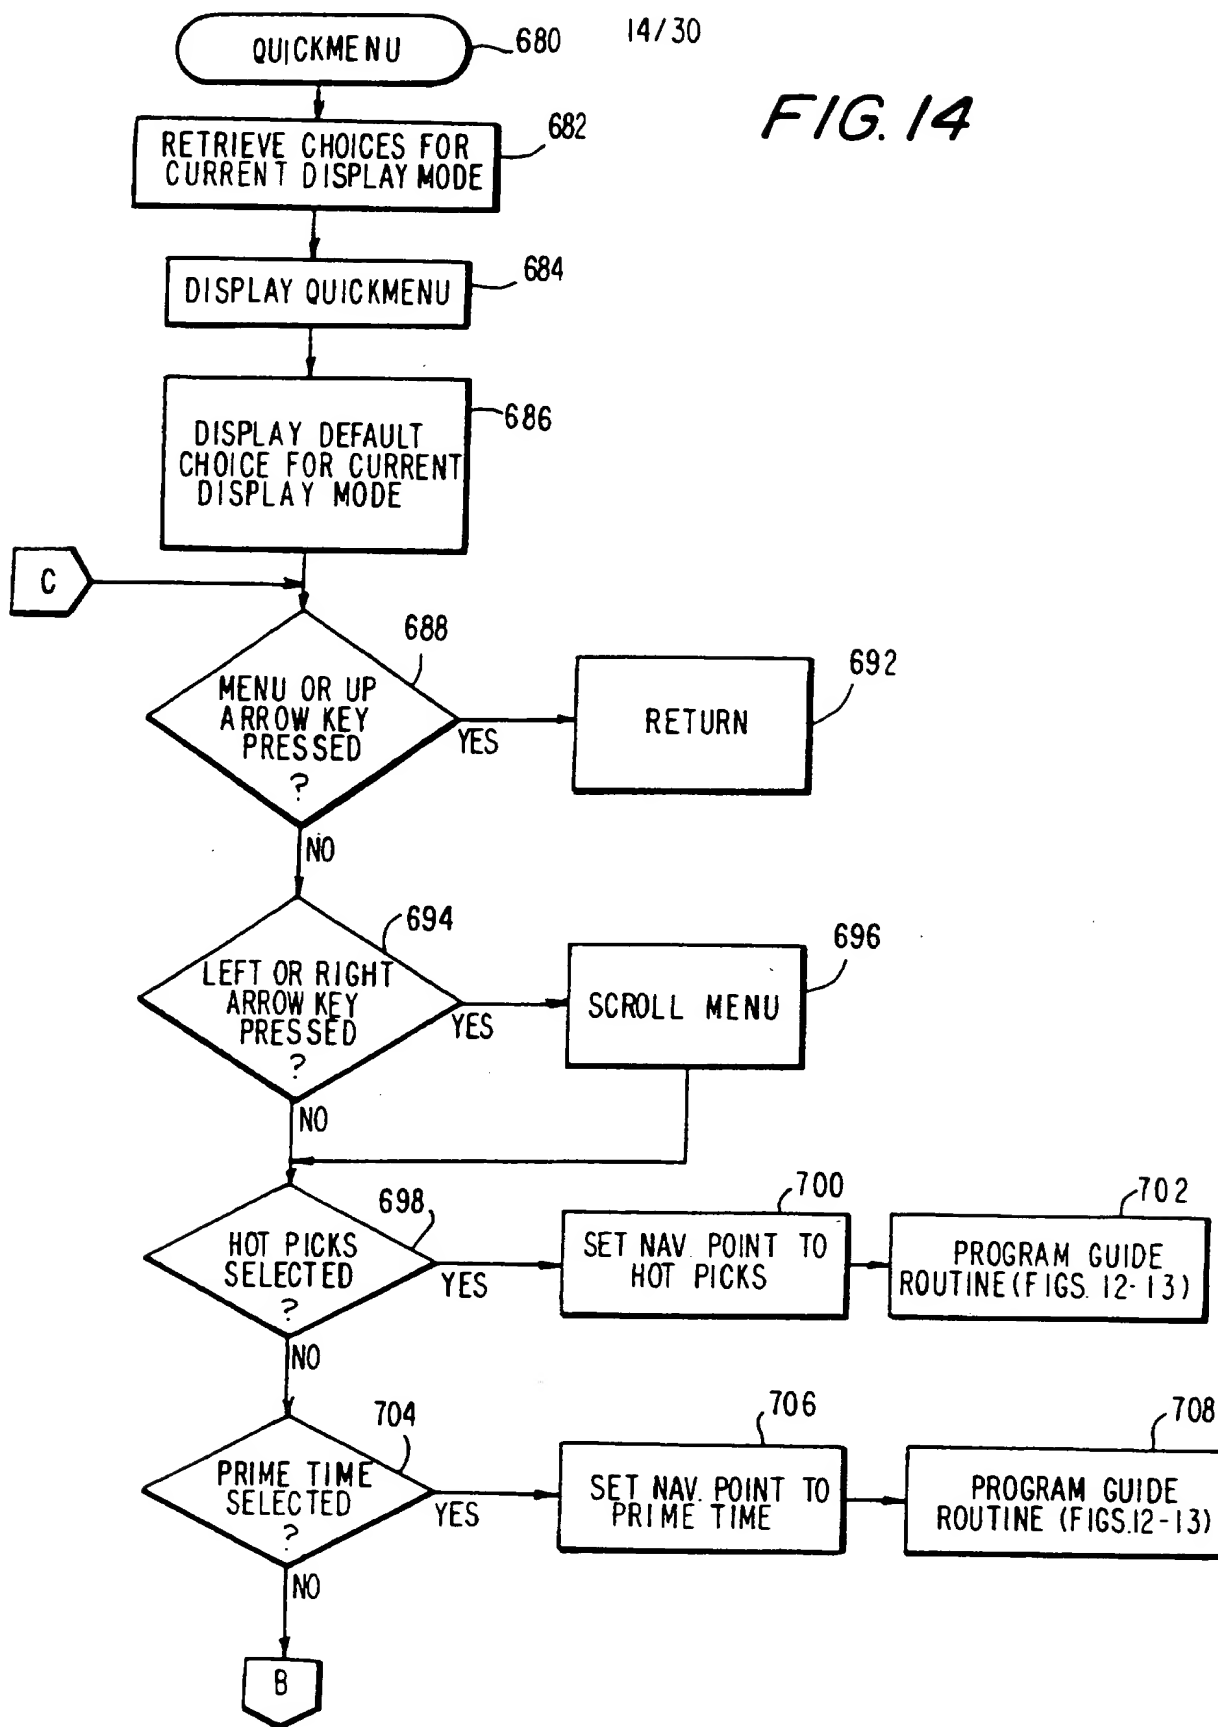 QUICKMENU
680
14/30
FIG. 14
RETRIEVE CHOICES FOR
CURRENT DISPLAY MODE
682
DISPLAY QUICKMENU
684
DISPLAY DEFAULT
CHOICE FOR CURRENT
DISPLAY MODE
686
C
MENU OR UP
ARROW KEY
PRESSED
?
688
YES
RETURN
692
NO
LEFT OR RIGHT
ARROW KEY
PRESSED
?
694
YES
SCROLL MENU
696
NO
HOT PICKS
SELECTED
?
698
YES
SET NAV. POINT TO
HOT PICKS
700
PROGRAM GUIDE
ROUTINE (FIGS. 12-13)
702
NO
PRIME TIME
SELECTED
?
704
YES
SET NAV. POINT TO
PRIME TIME
706
PROGRAM GUIDE
ROUTINE (FIGS.12-13)
708
NO
B